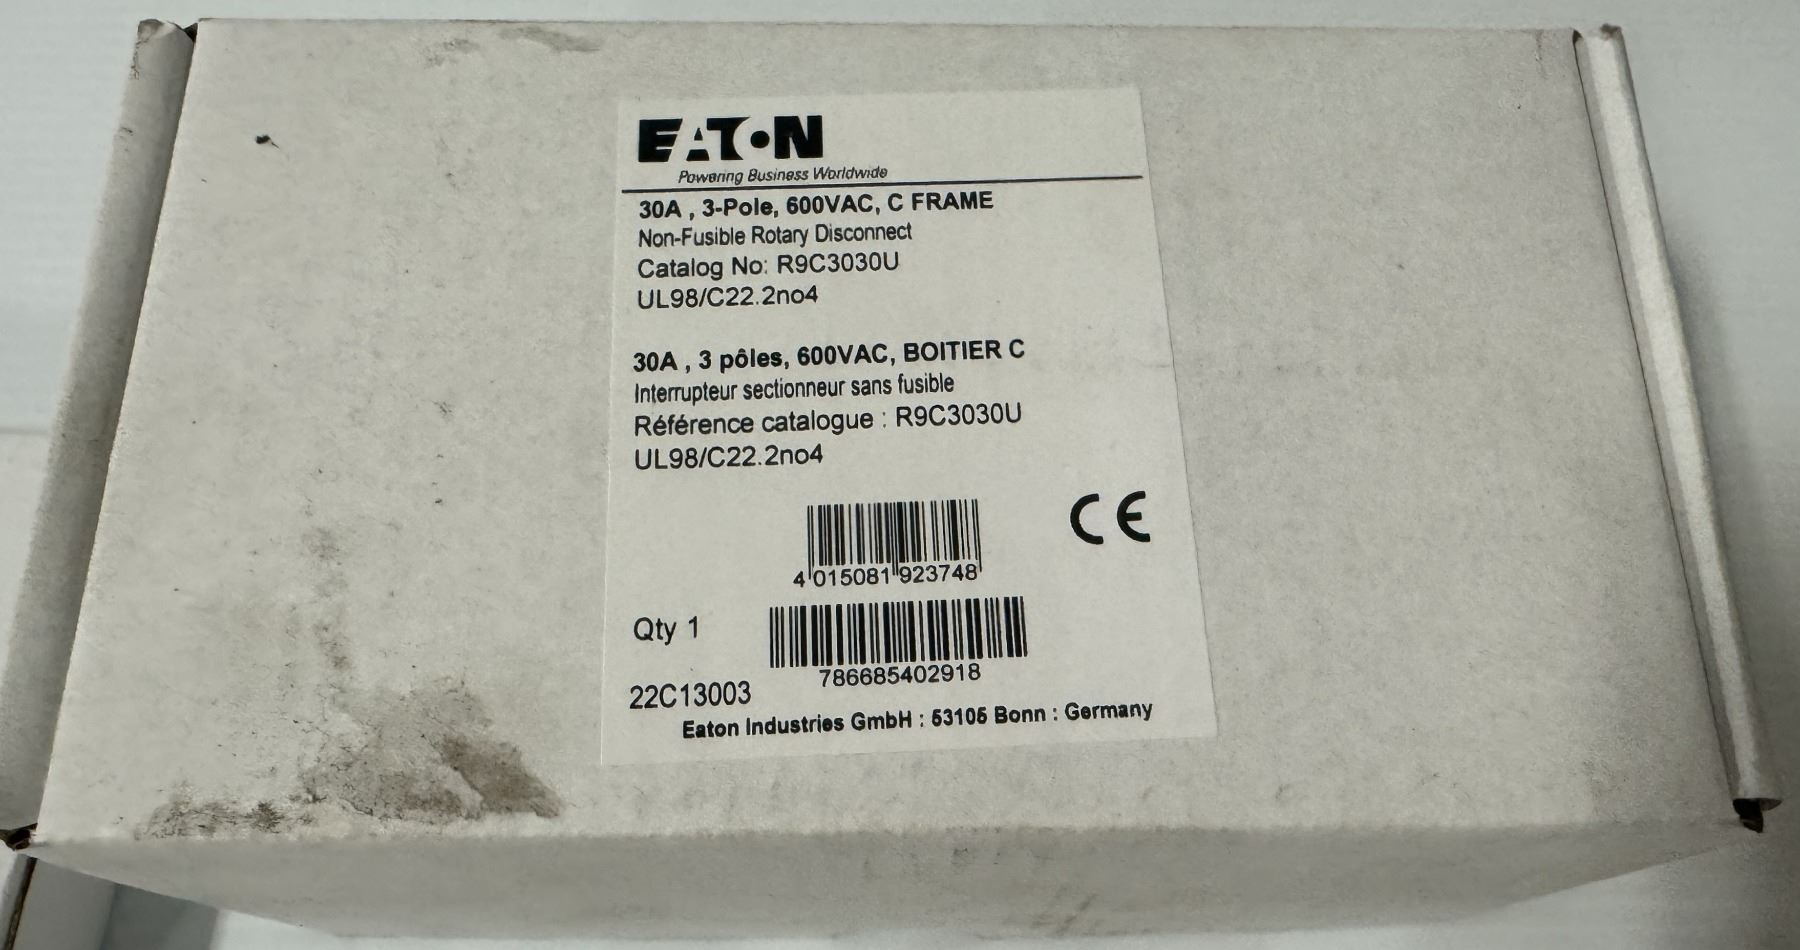 EATON
Powering Business Worldwide
30A , 3-Pole, 600VAC, C FRAME
Non-Fusible Rotary Disconnect
Catalog No: R9C3030U
UL98/C22.2no4
30A , 3 pôles, 600VAC, BOITIER C
Interrupteur sectionneur sans fusible
Référence catalogue : R9C3030U
UL98/C22.2no4
CE
4 015081 923748
Qty 1
786685402918
22C13003
Eaton Industries GmbH : 53105 Bonn : Germany